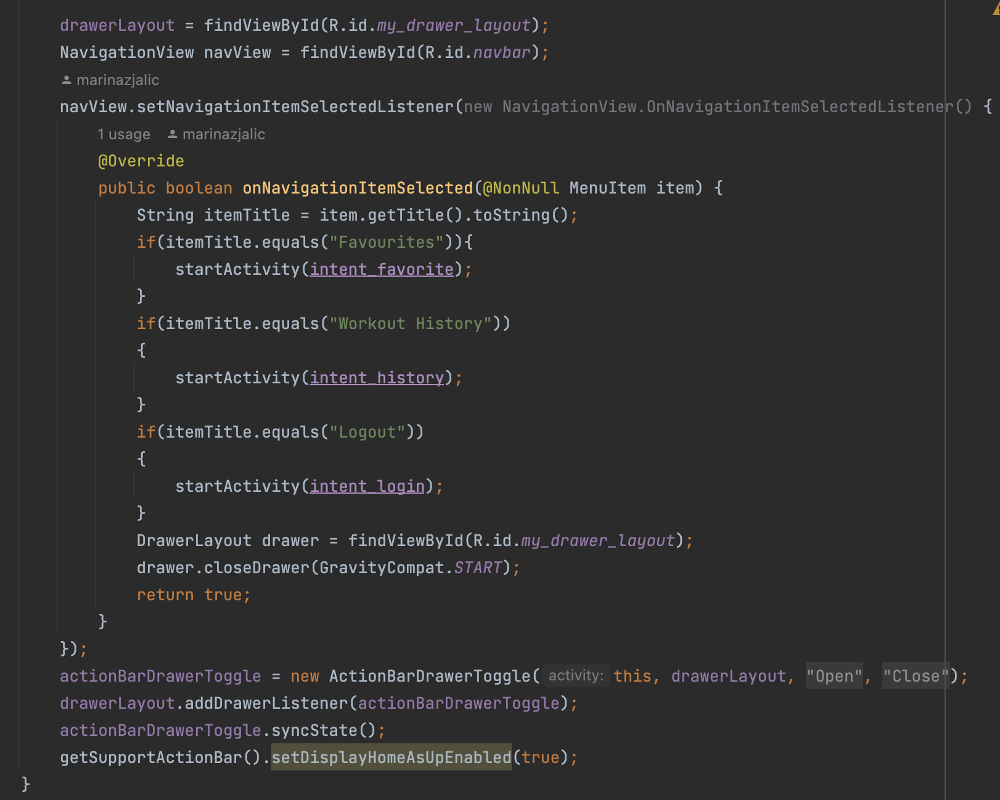 drawerLayout = findViewById(R.id.my_drawer_layout);
NavigationView navView = findViewById(R.id.navbar);
marinazjalic
navView.setNavigationItemSelectedListener(new NavigationView.OnNavigationItemSelectedListener() {
1 usage marinazjalic
@Override
public boolean onNavigationItemSelected(@NonNull MenuItem item) {
String itemTitle = item.getTitle().toString();
if(itemTitle.equals("Favourites")){
startActivity(intent_favorite);
}
if(itemTitle.equals("Workout History"))
{
startActivity(intent_history);
}
if(itemTitle.equals("Logout"))
{
startActivity(intent_login);
}
DrawerLayout drawer = findViewById(R.id.my_drawer_layout);
drawer.closeDrawer(GravityCompat.START);
return true;
}
});
actionBarDrawerToggle = new ActionBarDrawerToggle( activity: this, drawerLayout, "Open", "Close");
drawerLayout.addDrawerListener(actionBarDrawerToggle);
actionBarDrawerToggle.syncState();
getSupportActionBar().setDisplayHomeAsUpEnabled(true);
}